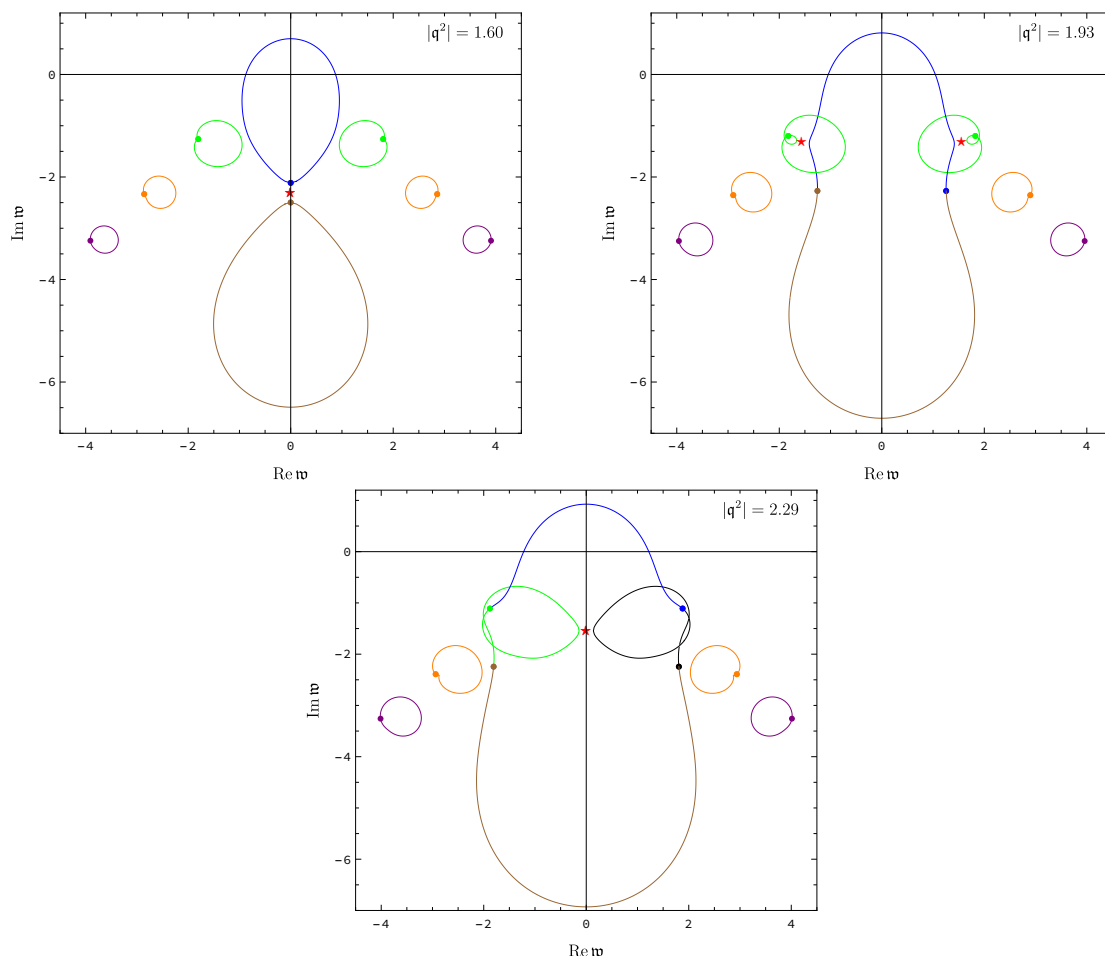 |𝔮²| = 1.60
0
−2
−4
−6
−4 −2 0 2 4
Im 𝔴
Re 𝔴
|𝔮²| = 1.93
0
−2
−4
−6
−4 −2 0 2 4
Im 𝔴
Re 𝔴
|𝔮²| = 2.29
0
−2
−4
−6
−4 −2 0 2 4
Im 𝔴
Re 𝔴